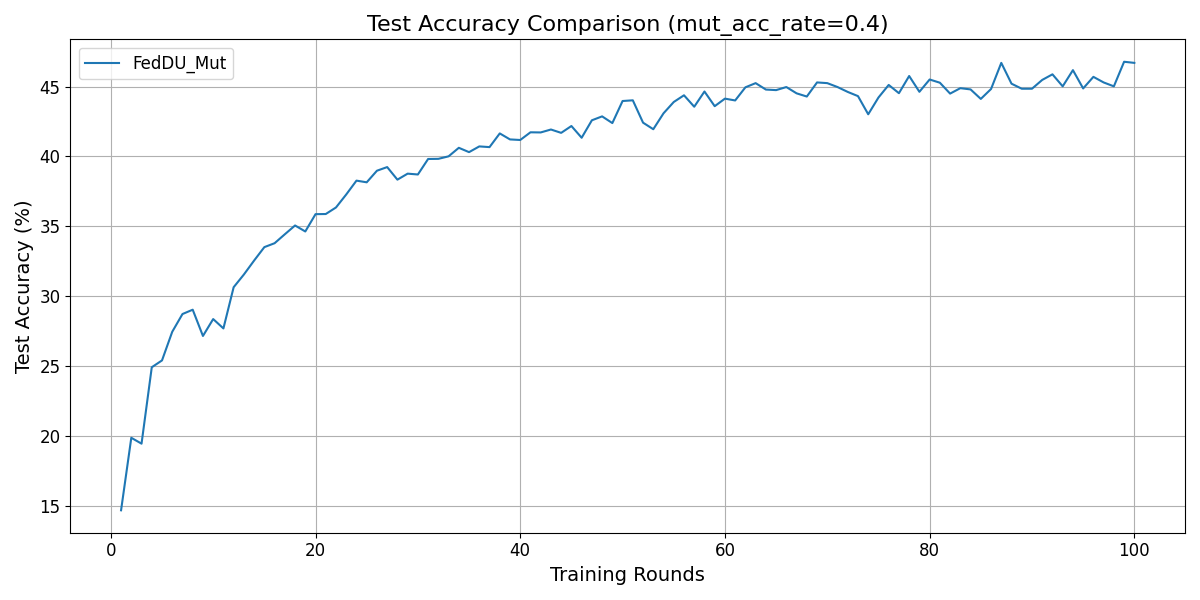 Test Accuracy Comparison (mut_acc_rate=0.4)
FedDU_Mut
Test Accuracy (%)
45
40
35
30
25
20
15
0 20 40 60 80 100
Training Rounds